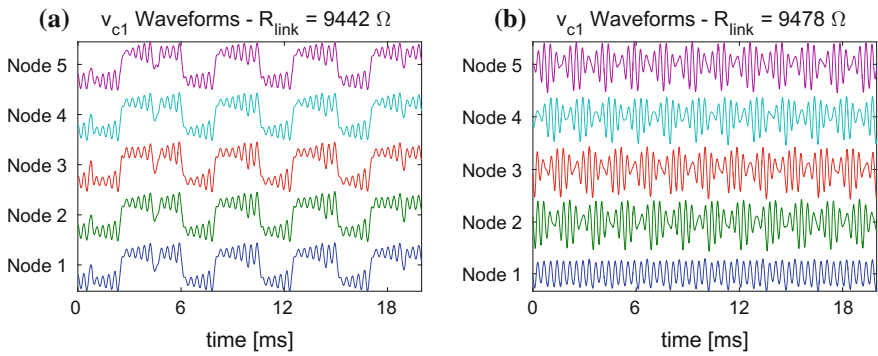 (a) v_c1 Waveforms - R_link = 9442 Ω
Node 5
Node 4
Node 3
Node 2
Node 1
0 6 12 18
time [ms]
(b) v_c1 Waveforms - R_link = 9478 Ω
Node 5
Node 4
Node 3
Node 2
Node 1
0 6 12 18
time [ms]